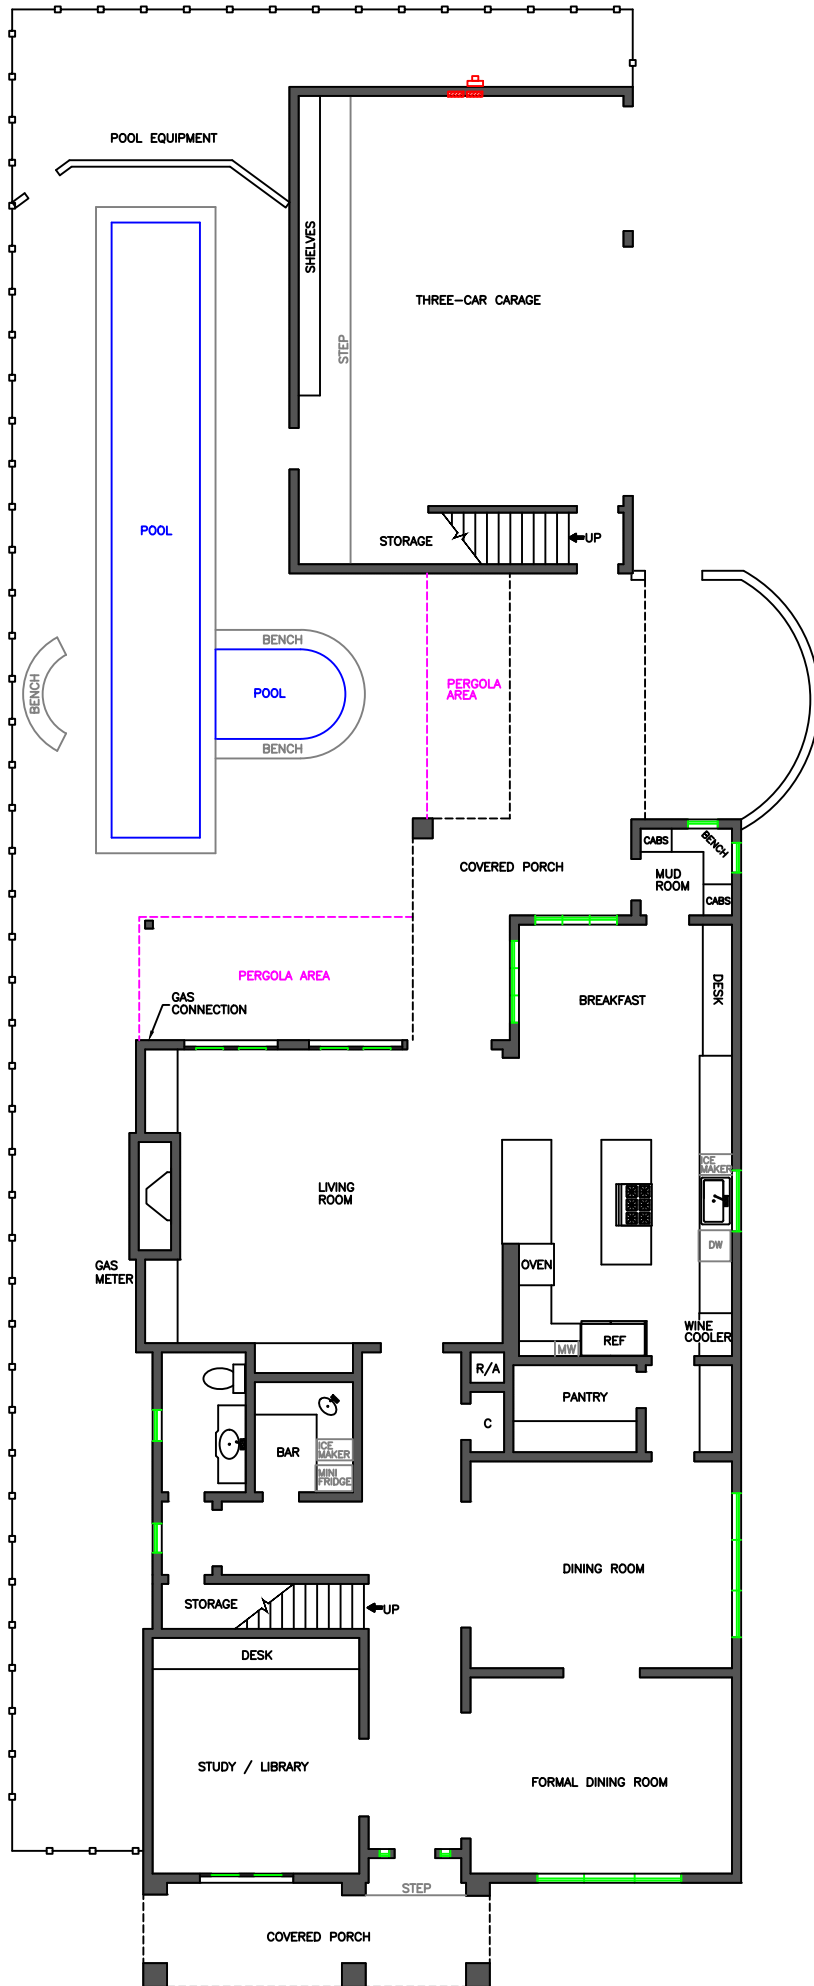 POOL EQUIPMENT
SHELVES
THREE-CAR CARAGE
STEP
POOL
STORAGE
UP
BENCH
BENCH
POOL
BENCH
PERGOLA
AREA
CABS
BENCH
MUD
ROOM
CABS
COVERED PORCH
PERGOLA AREA
GAS
CONNECTION
BREAKFAST
DESK
LIVING
ROOM
ICE
MAKER
DW
GAS
METER
OVEN
WINE
COOLER
REF
MW
R/A
PANTRY
C
BAR
ICE
MAKER
MINI
FRIDGE
DINING ROOM
STORAGE
UP
DESK
STUDY / LIBRARY
FORMAL DINING ROOM
STEP
COVERED PORCH